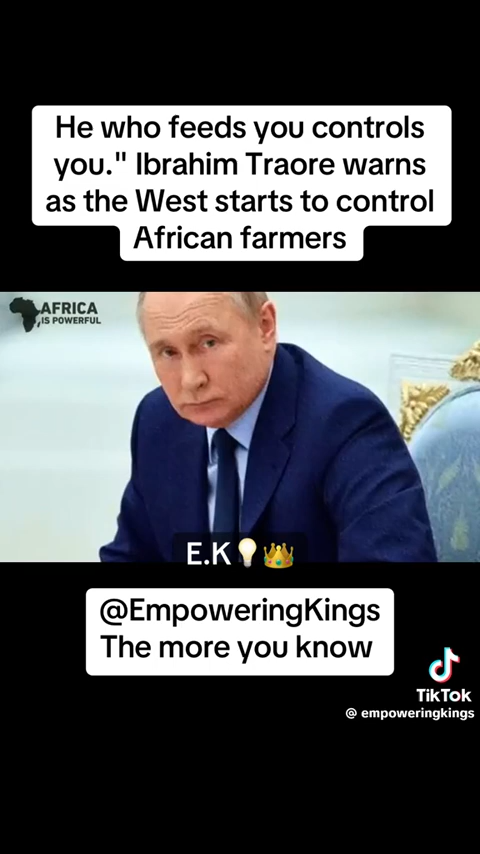 He who feeds you controls
you." Ibrahim Traore warns
as the West starts to control
African farmers
AFRICA
IS POWERFUL
E.K💡👑
@EmpoweringKings
The more you know
TikTok
@ empoweringkings